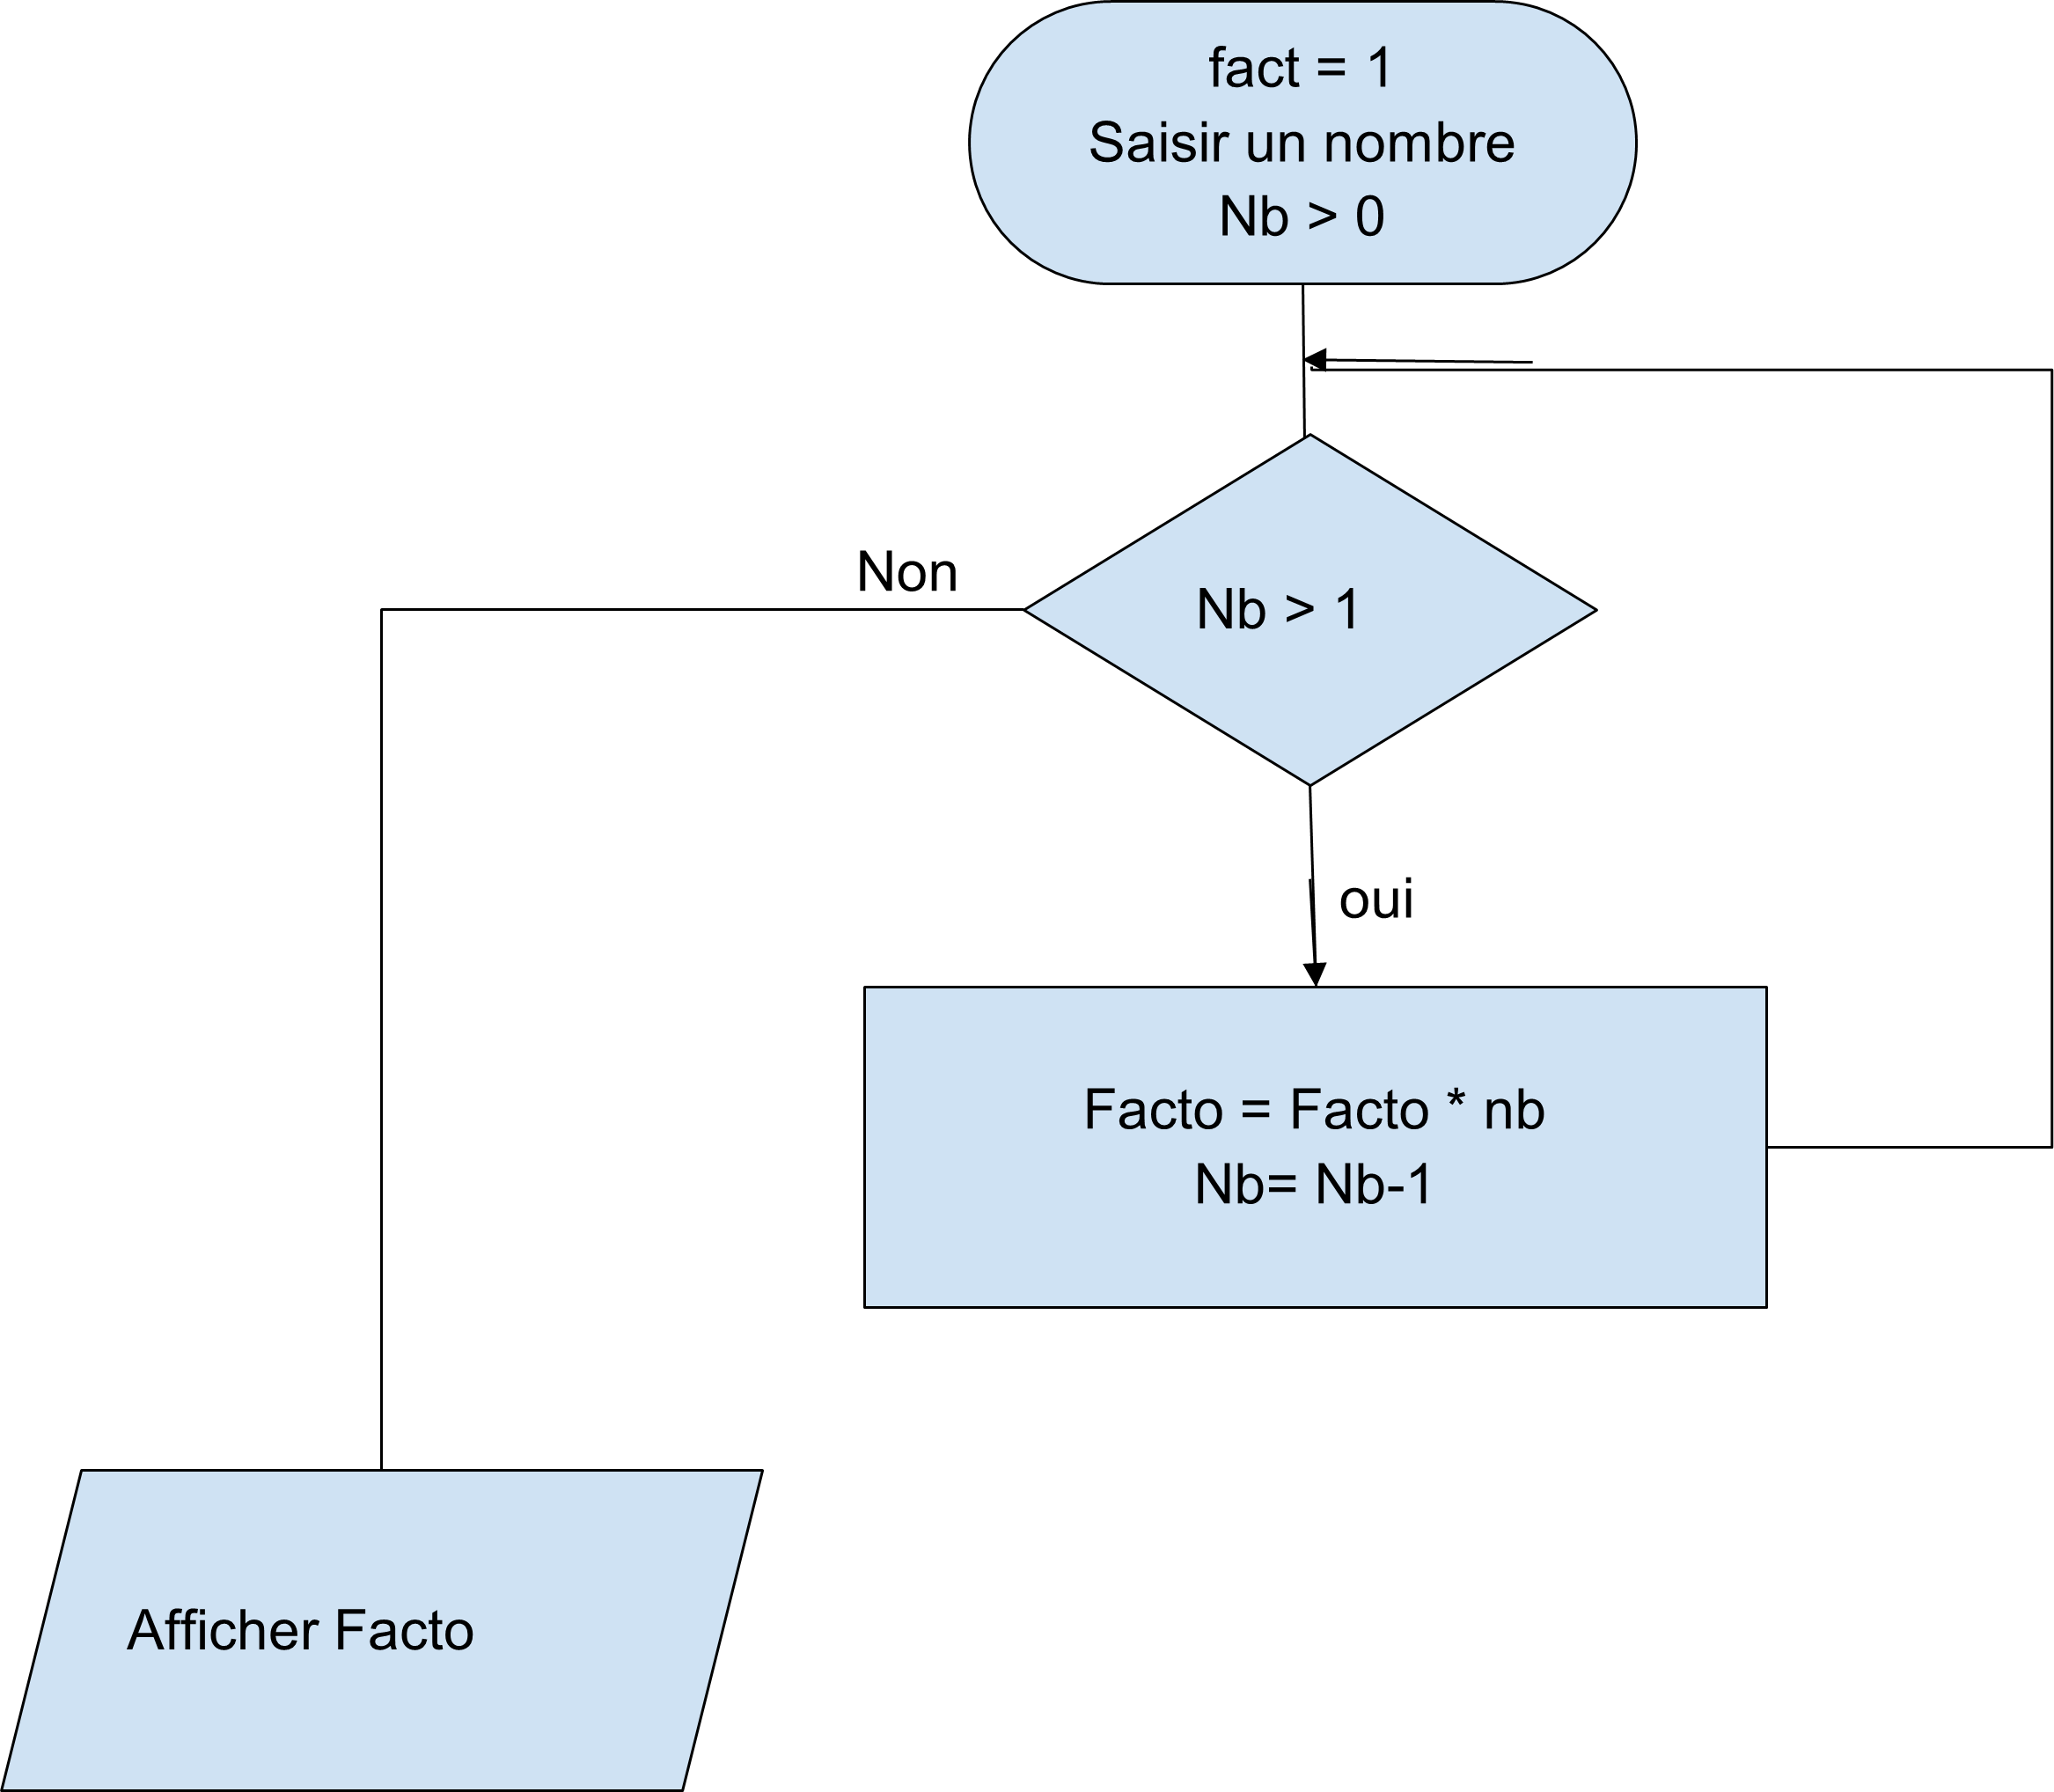 fact = 1
Saisir un nombre
Nb > 0
Non
Nb > 1
oui
Facto = Facto * nb
Nb= Nb-1
Afficher Facto